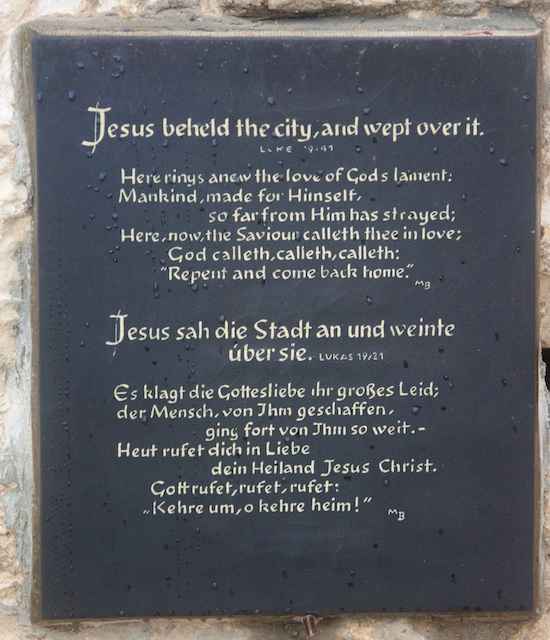 Jesus beheld the city, and wept over it.
LUKE 19/41
Here rings anew the love of Gods lament:
Mankind, made for Himself,
so far from Him has strayed;
Here, now, the Saviour calleth thee in love;
God calleth, calleth, calleth:
"Repent and come back home."
MB
Jesus sah die Stadt an und weinte
über sie. LUKAS 19/21
Es klagt die Gottesliebe ihr großes Leid;
der Mensch, von Ihm geschaffen,
ging fort von Ihm so weit.-
Heut rufet dich in Liebe
dein Heiland Jesus Christ.
Gott rufet, rufet, rufet:
„Kehre um, o kehre heim!"
MB